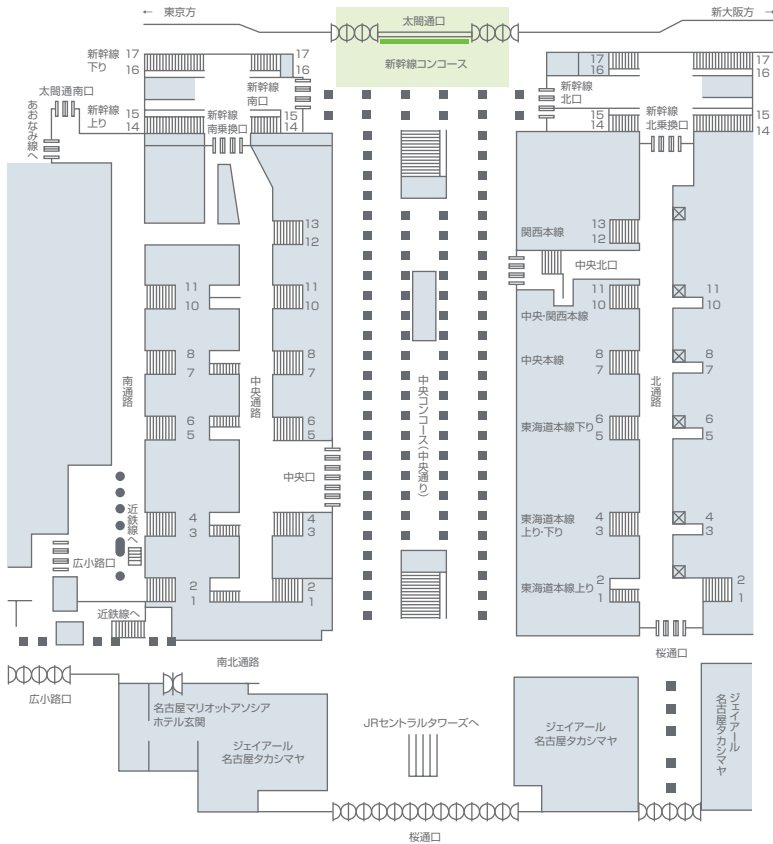 ← 東京方
太閤通口
新大阪方 →
新幹線コンコース
新幹線
下り
17
16
新幹線
南口
17
16
太閤通南口
あおなみ線へ
新幹線
上り
15
14
新幹線
南乗換口
15
14
17
16
新幹線
北口
17
16
15
14
新幹線
北乗換口
15
14
13
12
関西本線
13
12
中央北口
11
10
11
10
中央・関西本線
11
10
11
10
8
7
8
7
中央本線
8
7
8
7
南通路
中央通路
中央コンコース(中央通り)
北通路
6
5
6
5
東海道本線下り
6
5
6
5
中央口
近鉄線へ
4
3
4
3
東海道本線
上り・下り
4
3
4
3
広小路口
2
1
2
1
東海道本線上り
2
1
2
1
近鉄線へ
南北通路
桜通口
広小路口
名古屋マリオットアソシア
ホテル玄関
ジェイアール
名古屋タカシマヤ
JRセントラルタワーズへ
ジェイアール
名古屋タカシマヤ
ジェイアール
名古屋タカシマヤ
桜通口